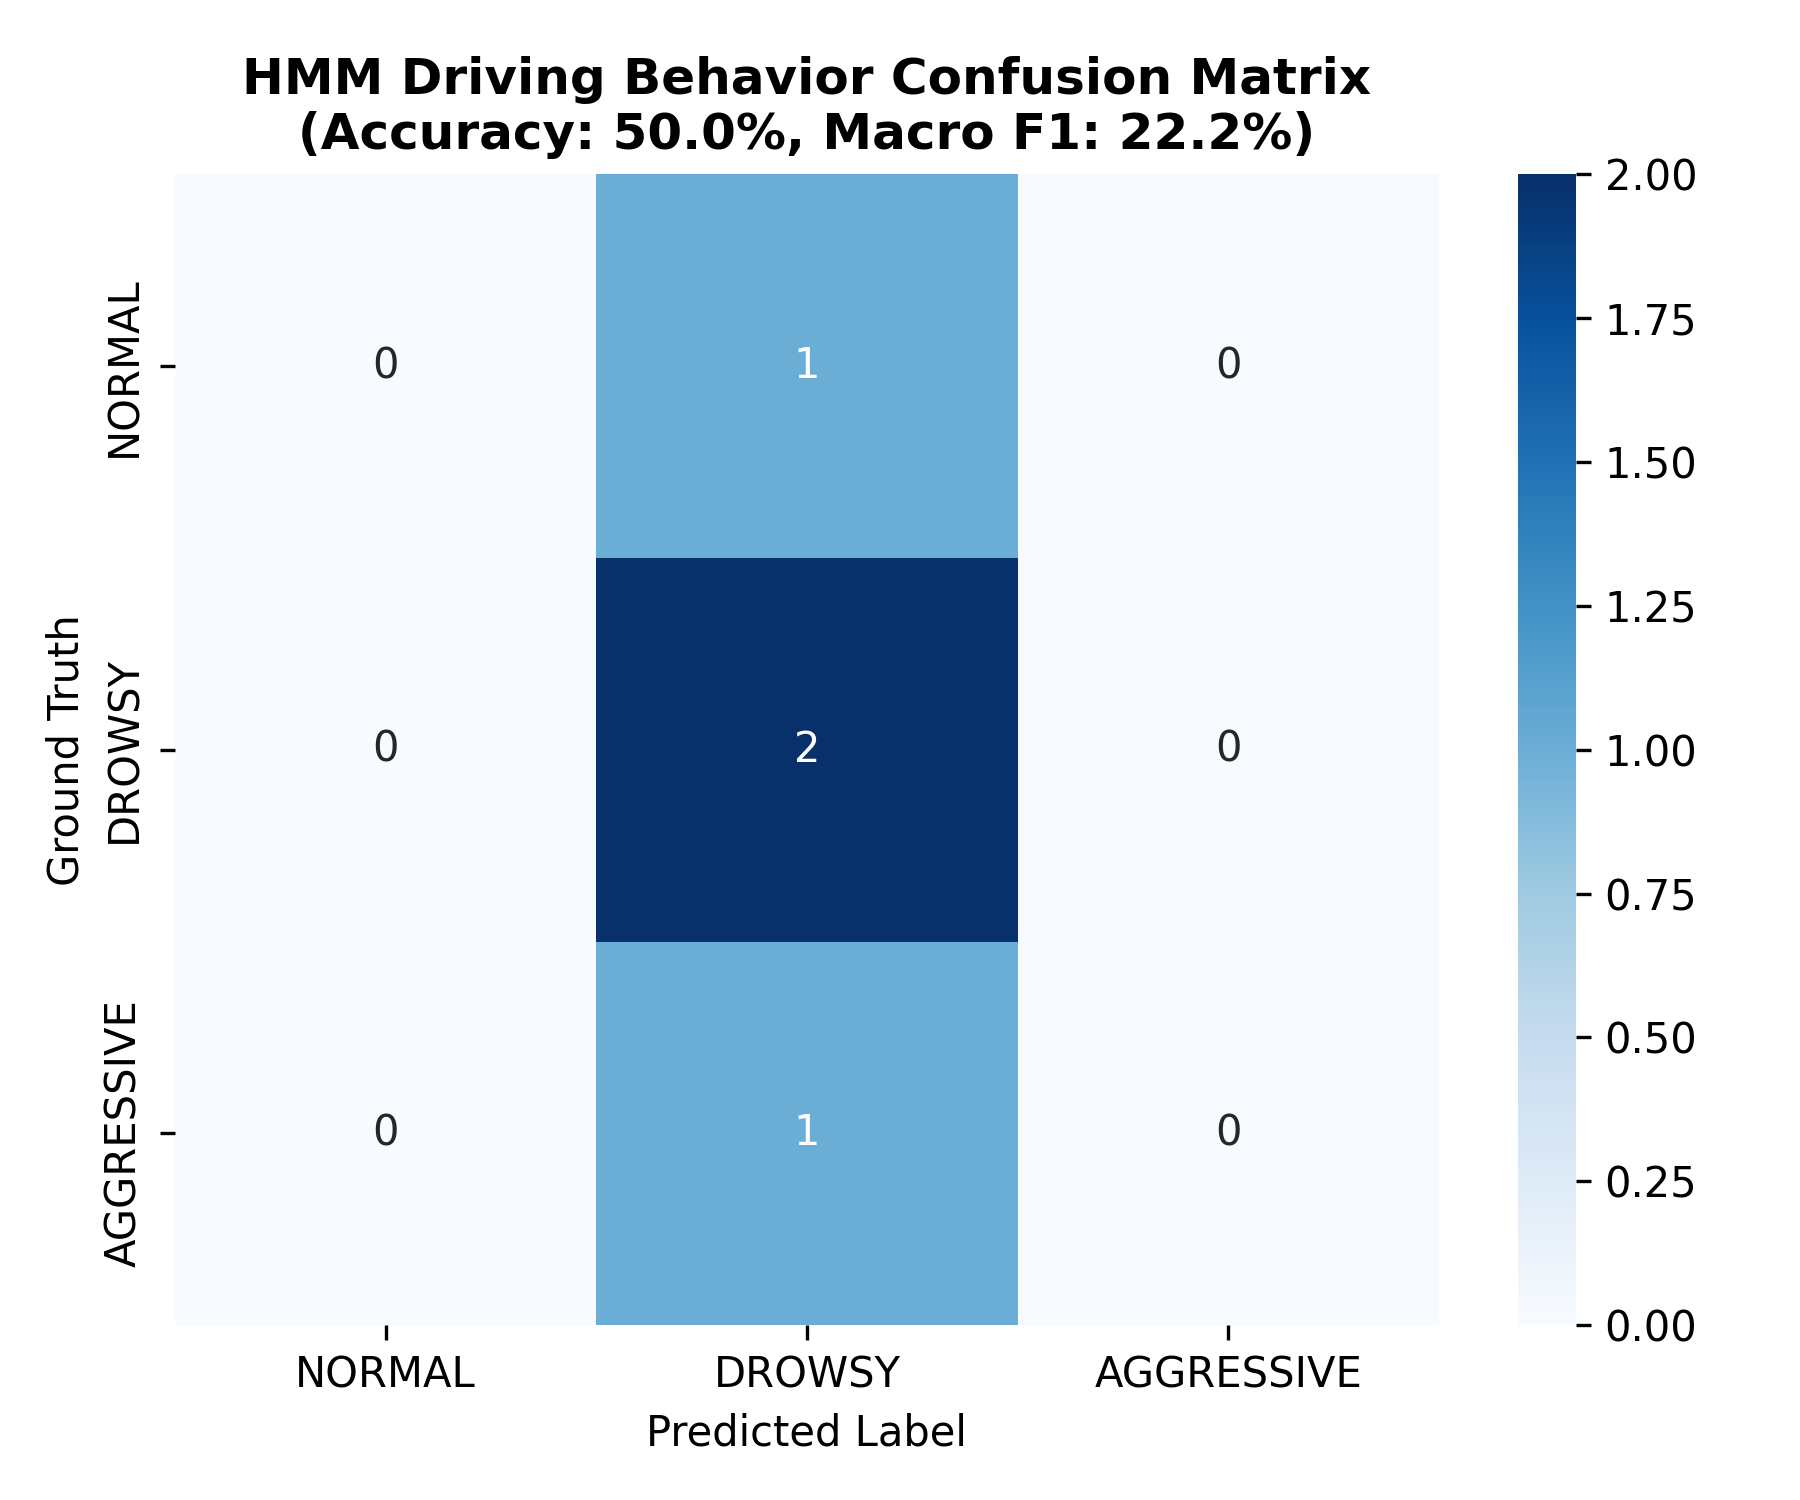 HMM Driving Behavior Confusion Matrix
(Accuracy: 50.0%, Macro F1: 22.2%)
Ground Truth
NORMAL
0 1 0
DROWSY
0 2 0
AGGRESSIVE
0 1 0
NORMAL DROWSY AGGRESSIVE
Predicted Label
2.00
1.75
1.50
1.25
1.00
0.75
0.50
0.25
0.00